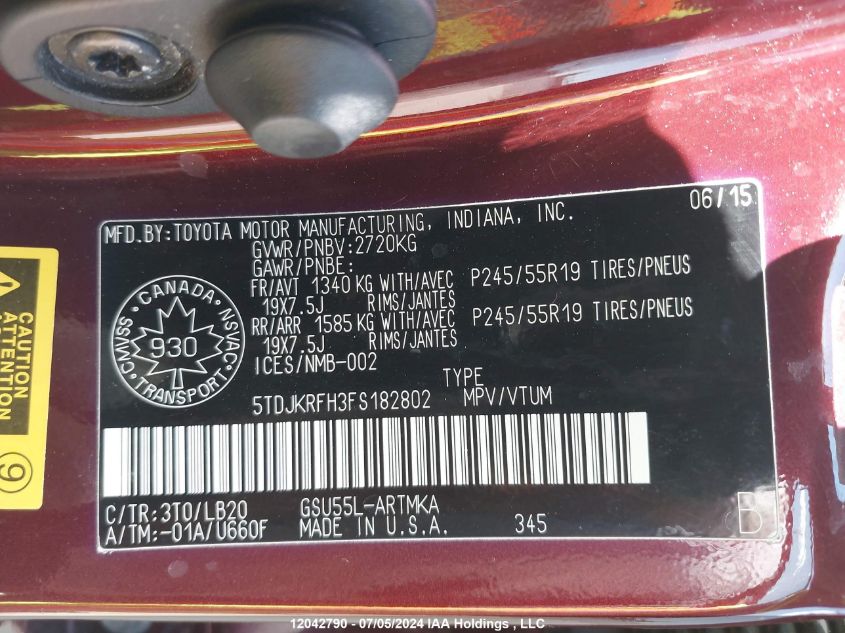 MFD.BY:TOYOTA MOTOR MANUFACTURING, INDIANA, INC. 06/15
GVWR/PNBV:2720KG
GAWR/PNBE:
FR/AVT 1340 KG WITH/AVEC P245/55R19 TIRES/PNEUS
19X7.5J RIMS/JANTES
RR/ARR 1585 KG WITH/AVEC P245/55R19 TIRES/PNEUS
19X7.5J RIMS/JANTES
ICES/NMB-002
TYPE
5TDJKRFH3FS182802 MPV/VTUM
CANADA
CMVSS 930 NSVAC
TRANSPORT
C/TR:3T0/LB20 GSU55L-ARTMKA
A/TM:-01A/U660F MADE IN U.S.A. 345 B
CAUTION
ATTENTION
9
12042790 - 07/05/2024 IAA Holdings , LLC